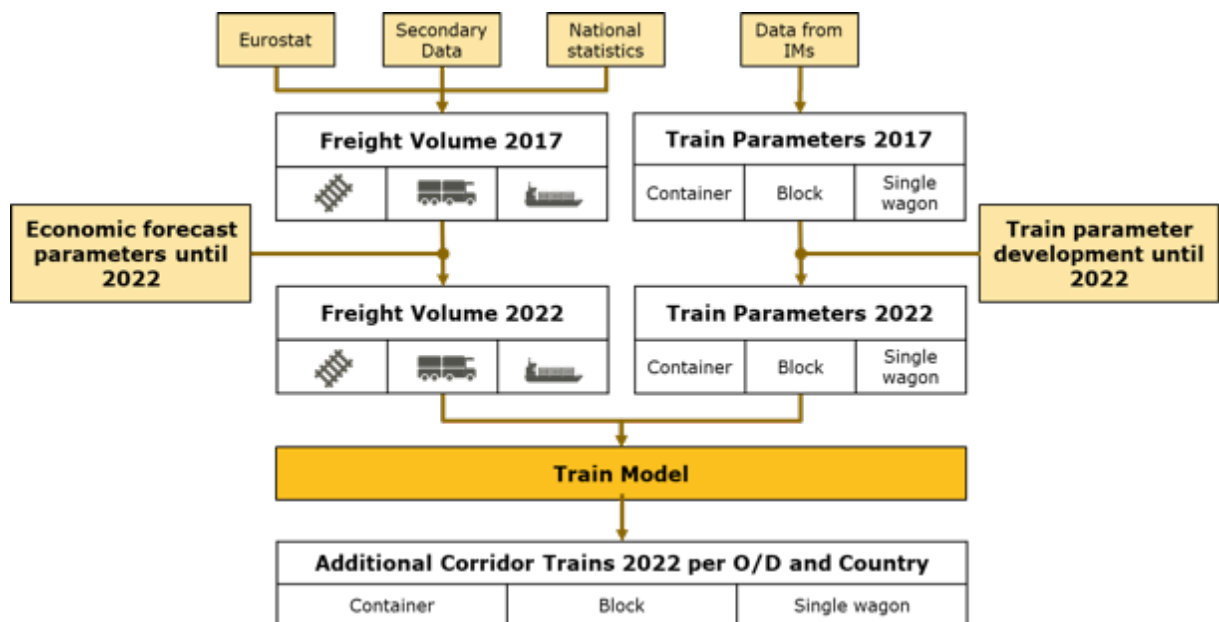 Eurostat
Secondary
Data
National
statistics
Data from
IMs
Freight Volume 2017
Train Parameters 2017
Container
Block
Single
wagon
Economic forecast
parameters until
2022
Train parameter
development until
2022
Freight Volume 2022
Train Parameters 2022
Container
Block
Single
wagon
Train Model
Additional Corridor Trains 2022 per O/D and Country
Container
Block
Single wagon